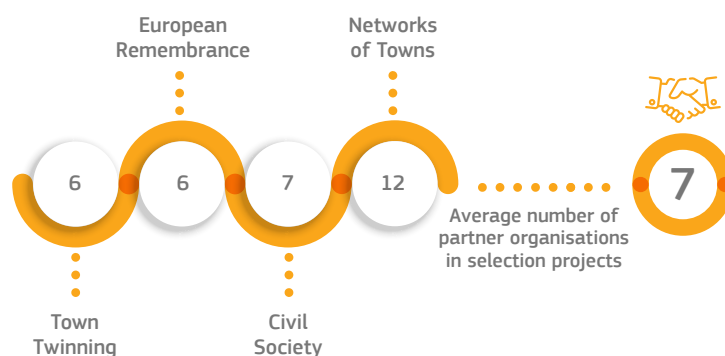 European
Remembrance
Networks
of Towns
6
6
7
12
7
Average number of
partner organisations
in selection projects
Town
Twinning
Civil
Society